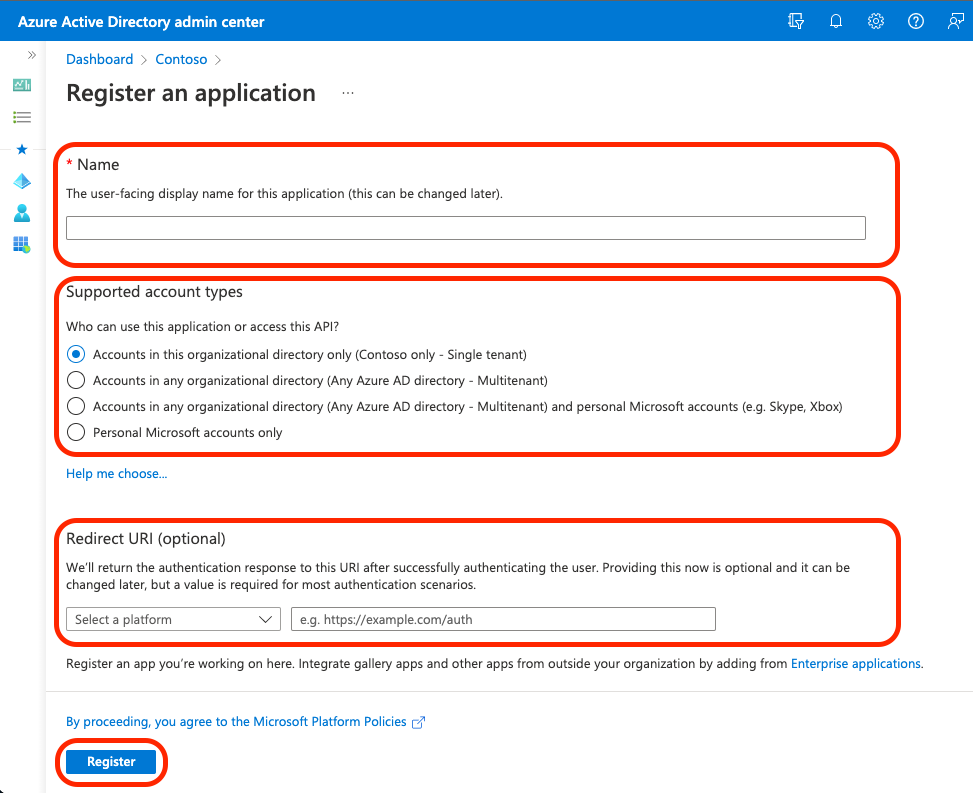 Azure Active Directory admin center
Dashboard > Contoso >
Register an application ...
* Name
The user-facing display name for this application (this can be changed later).
Supported account types
Who can use this application or access this API?
Accounts in this organizational directory only (Contoso only - Single tenant)
Accounts in any organizational directory (Any Azure AD directory - Multitenant)
Accounts in any organizational directory (Any Azure AD directory - Multitenant) and personal Microsoft accounts (e.g. Skype, Xbox)
Personal Microsoft accounts only
Help me choose...
Redirect URI (optional)
We’ll return the authentication response to this URI after successfully authenticating the user. Providing this now is optional and it can be
changed later, but a value is required for most authentication scenarios.
Select a platform e.g. https://example.com/auth
Register an app you’re working on here. Integrate gallery apps and other apps from outside your organization by adding from Enterprise applications.
By proceeding, you agree to the Microsoft Platform Policies
Register